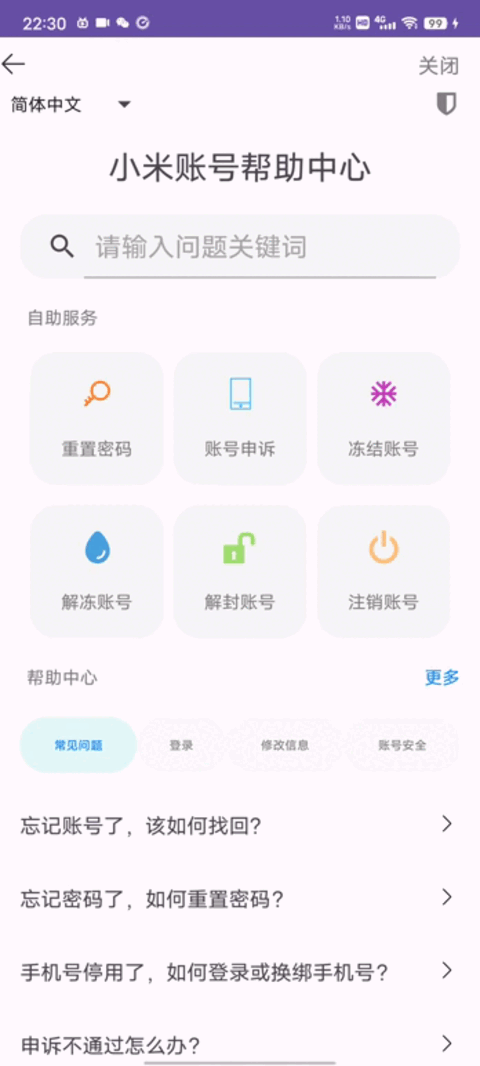 22:30
1.10 KB/s
4G
99
关闭
简体中文
小米账号帮助中心
请输入问题关键词
自助服务
重置密码 账号申诉 冻结账号
解冻账号 解封账号 注销账号
帮助中心 更多
常见问题 登录 修改信息 账号安全
忘记账号了，该如何找回?
忘记密码了，如何重置密码?
手机号停用了，如何登录或换绑手机号?
申诉不通过怎么办?